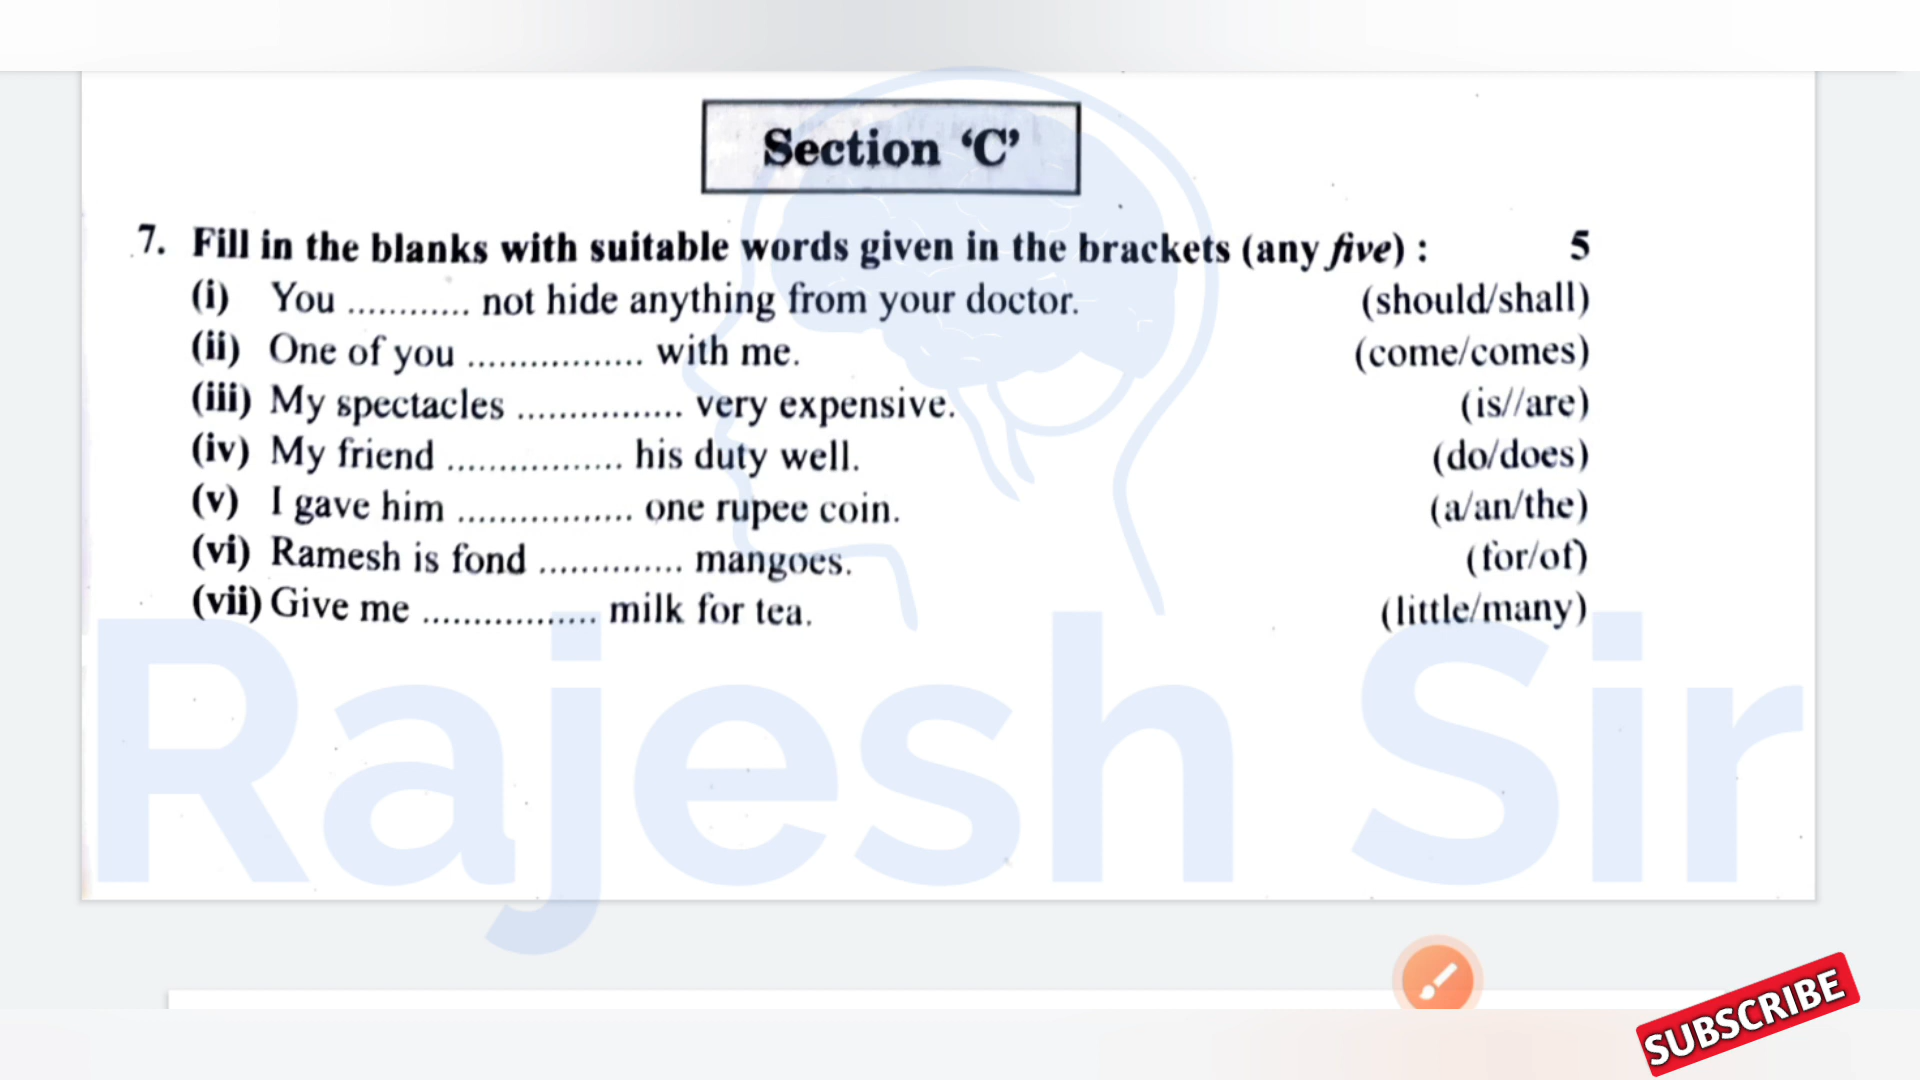 Section ‘C’
7. Fill in the blanks with suitable words given in the brackets (any five) : 5
(i) You ............ not hide anything from your doctor. (should/shall)
(ii) One of you ................. with me. (come/comes)
(iii) My spectacles ................ very expensive. (is//are)
(iv) My friend ................. his duty well. (do/does)
(v) I gave him ................. one rupee coin. (a/an/the)
(vi) Ramesh is fond .............. mangoes. (for/of)
(vii) Give me ................. milk for tea. (little/many)
Rajesh Sir
SUBSCRIBE